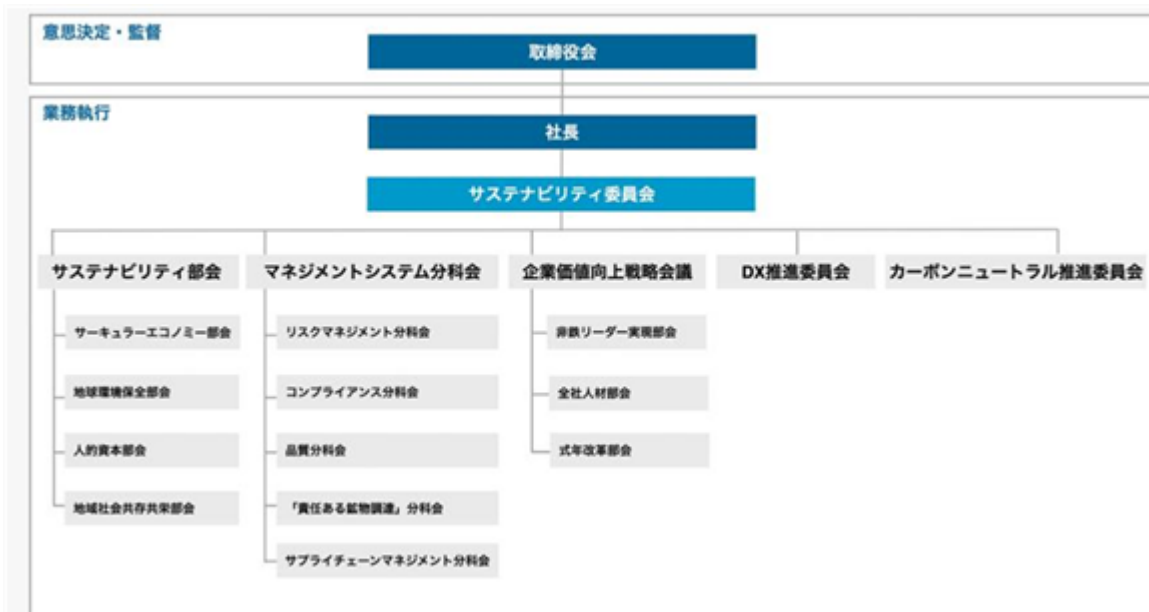 意思決定・監督
取締役会
業務執行
社長
サステナビリティ委員会
サステナビリティ部会
マネジメントシステム分科会
企業価値向上戦略会議
DX推進委員会
カーボンニュートラル推進委員会
サーキュラーエコノミー部会
リスクマネジメント分科会
非鉄リーダー実現部会
地球環境保全部会
コンプライアンス分科会
全社人材部会
人的資本部会
品質分科会
式年改革部会
地域社会共存共栄部会
「責任ある鉱物調達」分科会
サプライチェーンマネジメント分科会